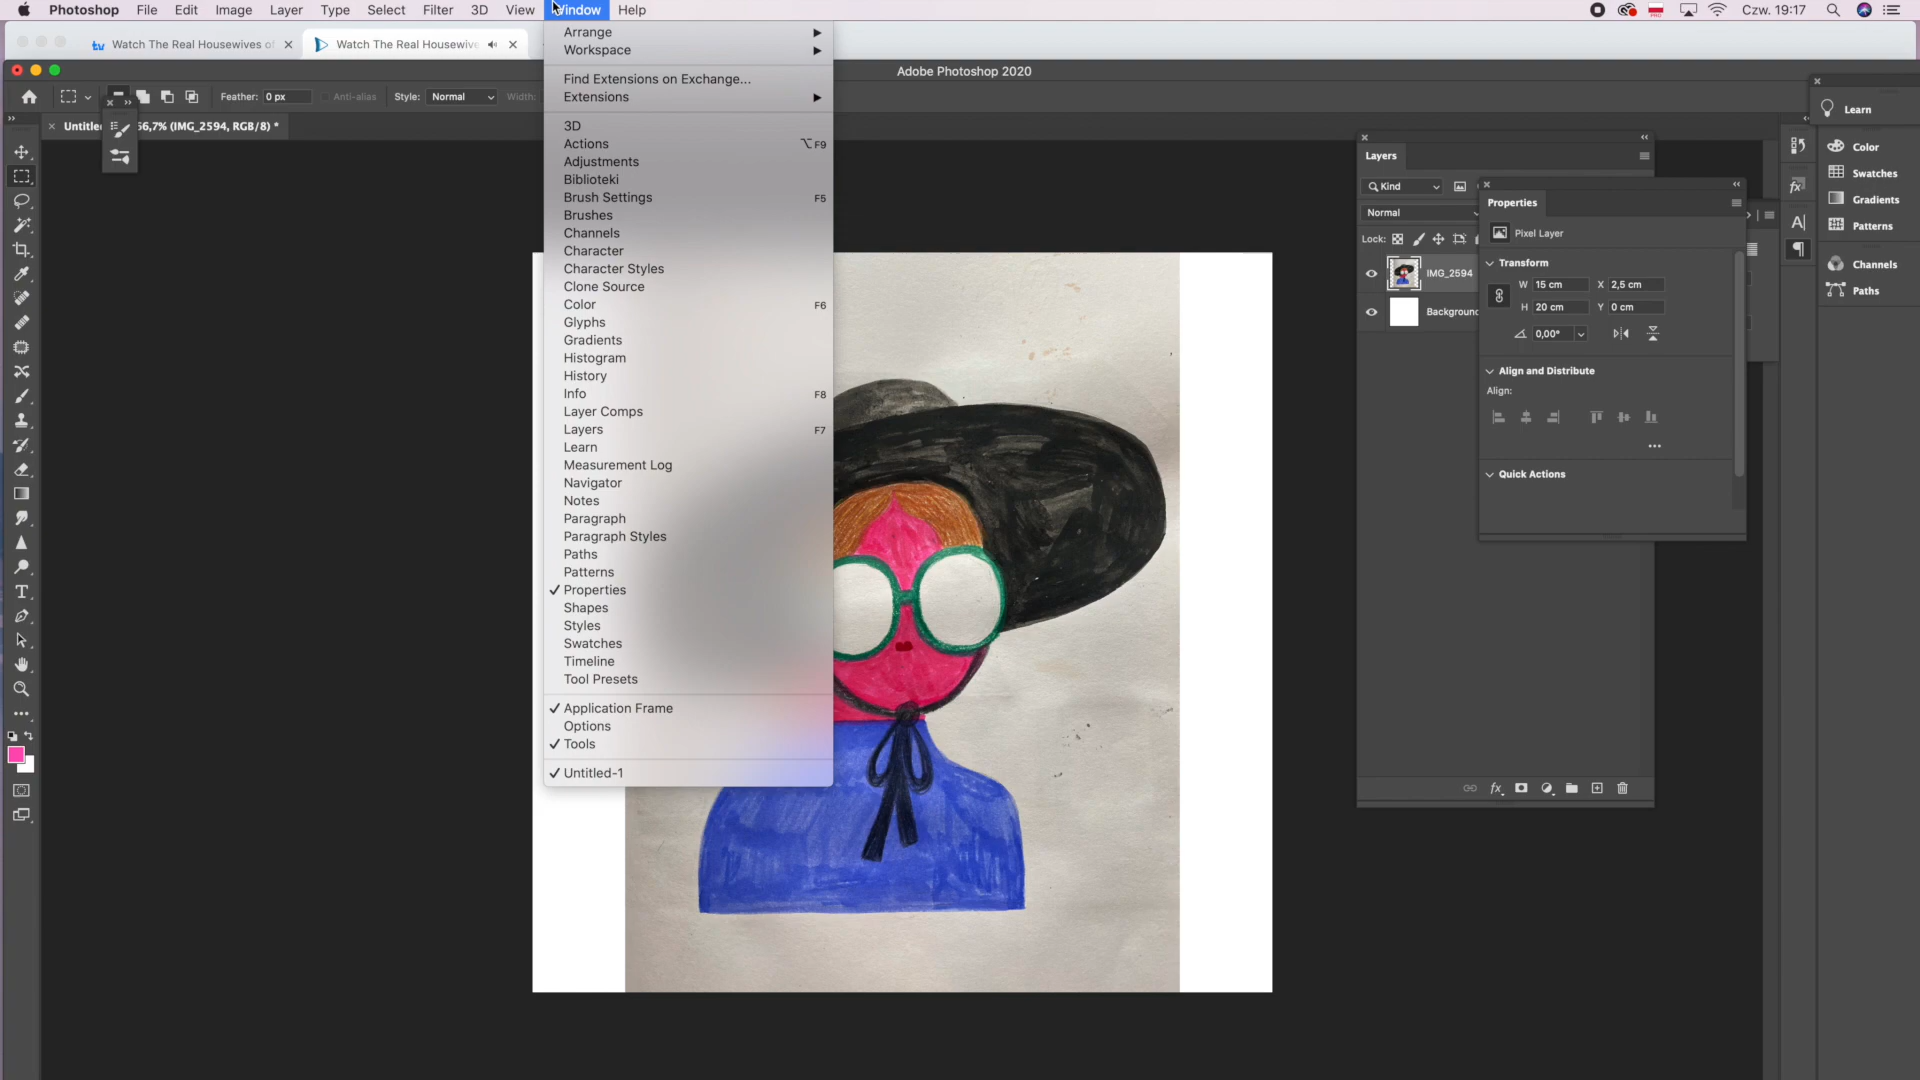 Photoshop File Edit Image Layer Type Select Filter 3D View Window Help Czw. 19:17
Watch The Real Housewives of
Watch The Real Housewive
Adobe Photoshop 2020
Feather: 0 px Anti-alias Style: Normal Width:
66,7% (IMG_2594, RGB/8) *
Arrange
Workspace
Find Extensions on Exchange...
Extensions
3D
Actions ⌥F9
Adjustments
Biblioteki
Brush Settings F5
Brushes
Channels
Character
Character Styles
Clone Source
Color F6
Glyphs
Gradients
Histogram
History
Info F8
Layer Comps
Layers F7
Learn
Measurement Log
Navigator
Notes
Paragraph
Paragraph Styles
Paths
Patterns
✓ Properties
Shapes
Styles
Swatches
Timeline
Tool Presets
✓ Application Frame
Options
✓ Tools
✓ Untitled-1
Layers
Kind
Normal
Lock:
IMG_2594
Background
Properties
Pixel Layer
Transform
W 15 cm X 2,5 cm
H 20 cm Y 0 cm
0,00°
Align and Distribute
Align:
Quick Actions
Learn
Color
Swatches
Gradients
Patterns
Channels
Paths